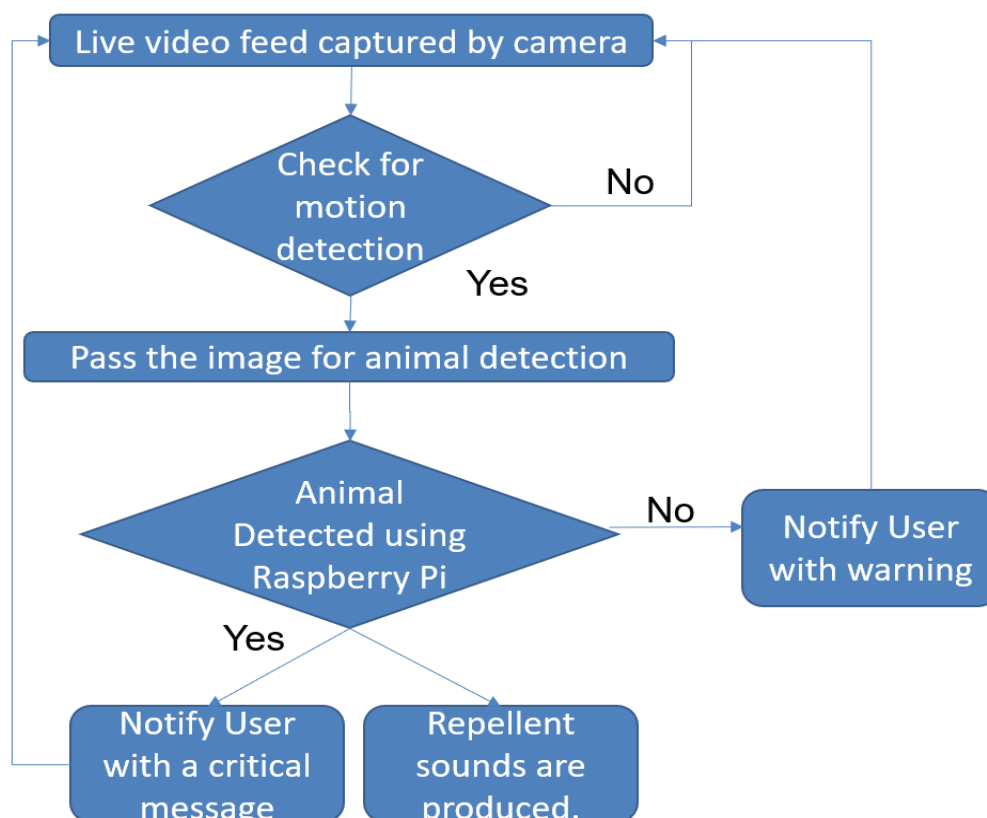 Live video feed captured by camera
Check for
motion
detection
No
Yes
Pass the image for animal detection
Animal
Detected using
Raspberry Pi
No
Notify User
with warning
Yes
Notify User
with a critical
message
Repellent
sounds are
produced.